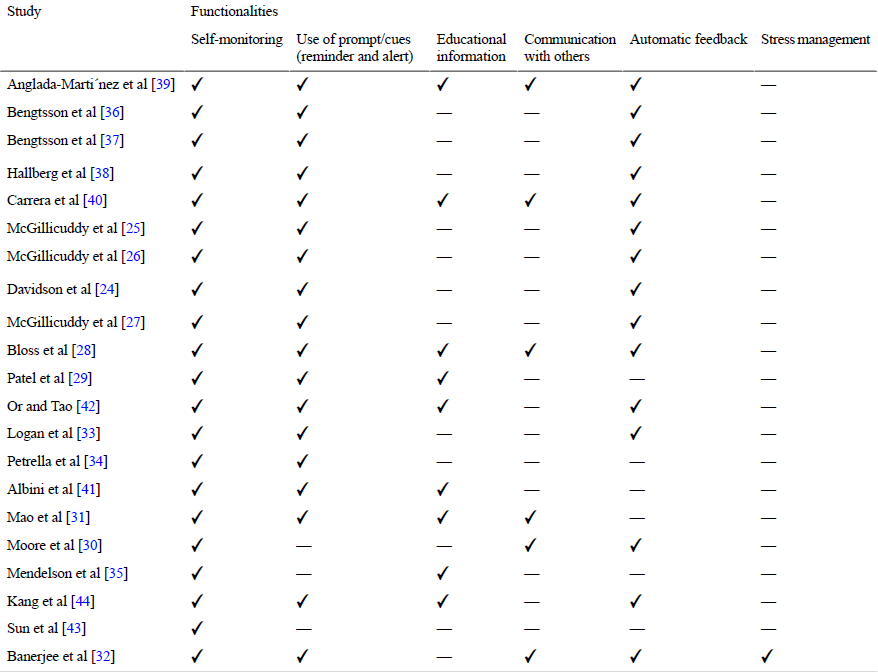 Study Functionalities
Self-monitoring Use of prompt/cues Educational Communication Automatic feedback Stress management
(reminder and alert) information with others
Anglada-Marti´nez et al [39] ✓ ✓ ✓ ✓ ✓ —
Bengtsson et al [36] ✓ ✓ — — ✓ —
Bengtsson et al [37] ✓ ✓ — — ✓ —
Hallberg et al [38] ✓ ✓ — — ✓ —
Carrera et al [40] ✓ ✓ ✓ ✓ ✓ —
McGillicuddy et al [25] ✓ ✓ — — ✓ —
McGillicuddy et al [26] ✓ ✓ — — ✓ —
Davidson et al [24] ✓ ✓ — — ✓ —
McGillicuddy et al [27] ✓ ✓ — — ✓ —
Bloss et al [28] ✓ ✓ ✓ ✓ ✓ —
Patel et al [29] ✓ ✓ ✓ — — —
Or and Tao [42] ✓ ✓ ✓ — ✓ —
Logan et al [33] ✓ ✓ — — ✓ —
Petrella et al [34] ✓ ✓ — — — —
Albini et al [41] ✓ ✓ ✓ — — —
Mao et al [31] ✓ ✓ ✓ ✓ — —
Moore et al [30] ✓ — — ✓ ✓ —
Mendelson et al [35] ✓ — ✓ — — —
Kang et al [44] ✓ ✓ ✓ — ✓ —
Sun et al [43] ✓ — — — — —
Banerjee et al [32] ✓ ✓ — ✓ ✓ ✓